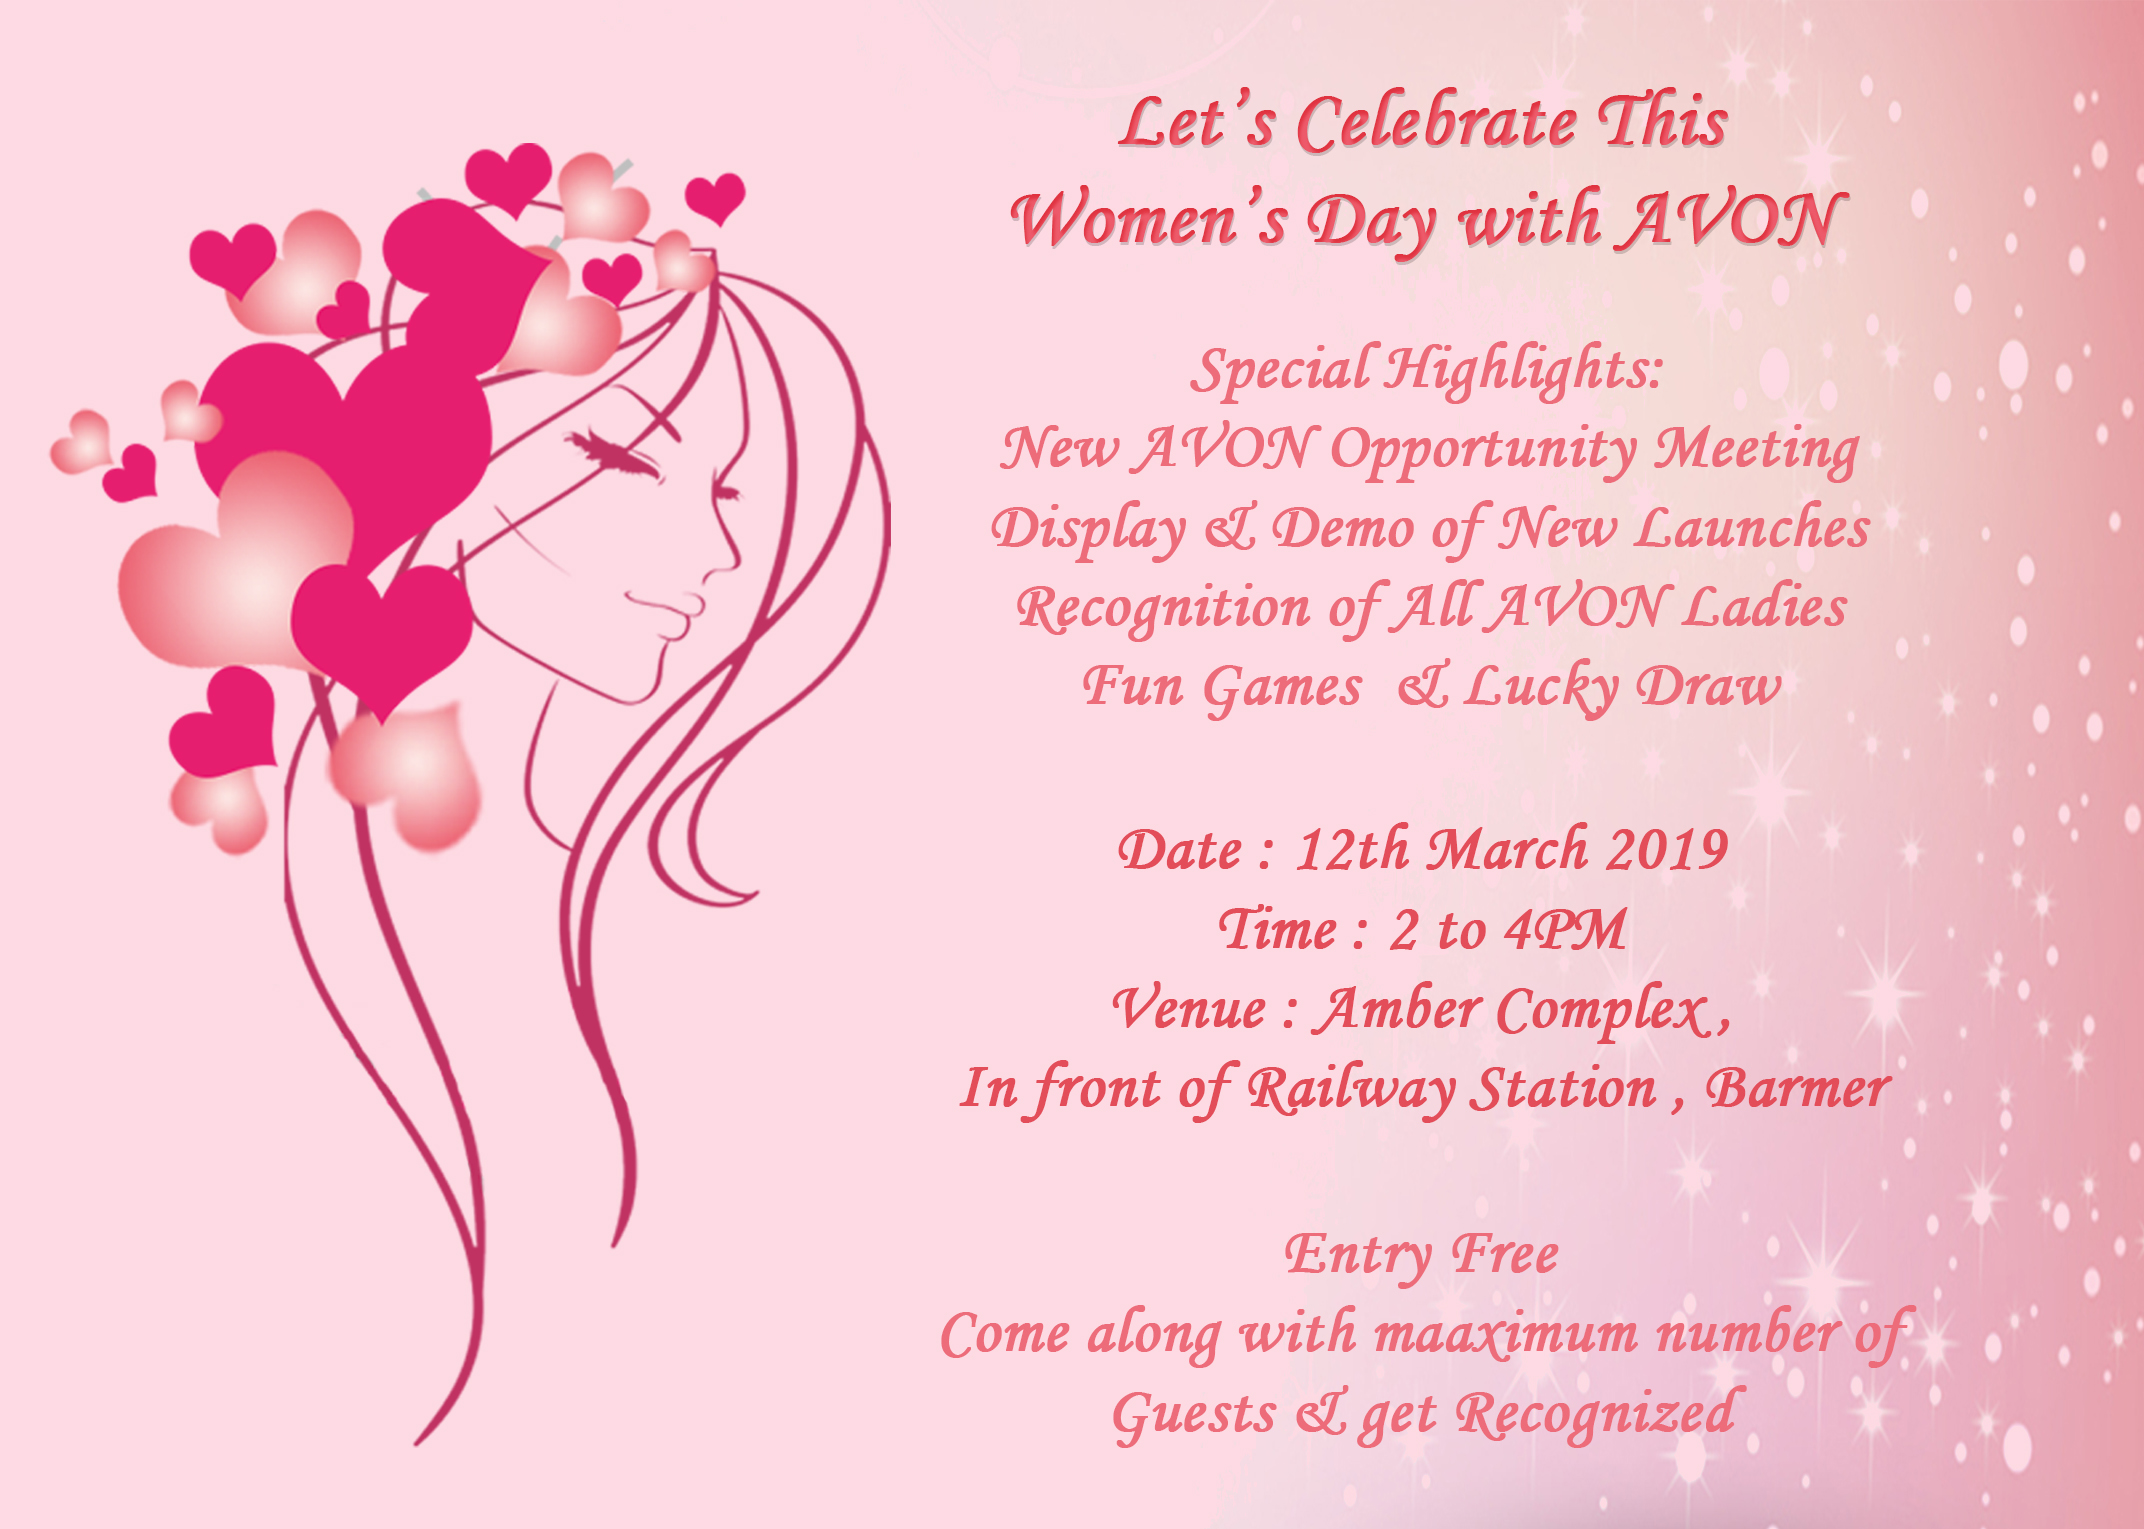 Let’s Celebrate This
Women’s Day with AVON
Special Highlights:
New AVON Opportunity Meeting
Display & Demo of New Launches
Recognition of All AVON Ladies
Fun Games & Lucky Draw
Date : 12th March 2019
Time : 2 to 4PM
Venue : Amber Complex ,
In front of Railway Station , Barmer
Entry Free
Come along with maaximum number of
Guests & get Recognized